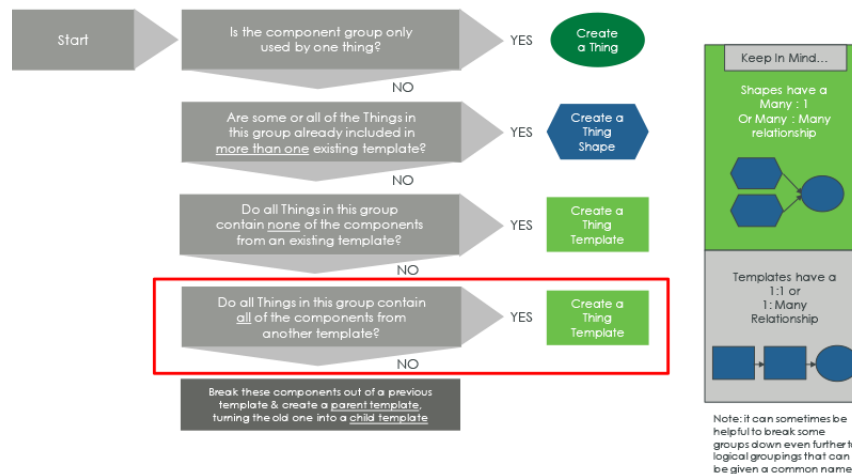 Start
Is the component group only
used by one thing?
YES
Create
a Thing
NO
Are some or all of the Things in
this group already included in
more than one existing template?
YES
Create a
Thing
Shape
NO
Do all Things in this group
contain none of the components
from an existing template?
YES
Create a
Thing
Template
NO
Do all Things in this group contain
all of the components from
another template?
YES
Create a
Thing
Template
NO
Break these components out of a previous
template & create a parent template,
turning the old one into a child template
Keep In Mind...
Shapes have a
Many : 1
Or Many : Many
relationship
Templates have a
1:1 or
1: Many
Relationship
Note: it can sometimes be
helpful to break some
groups down even further to
logical groupings that can
be given a common name